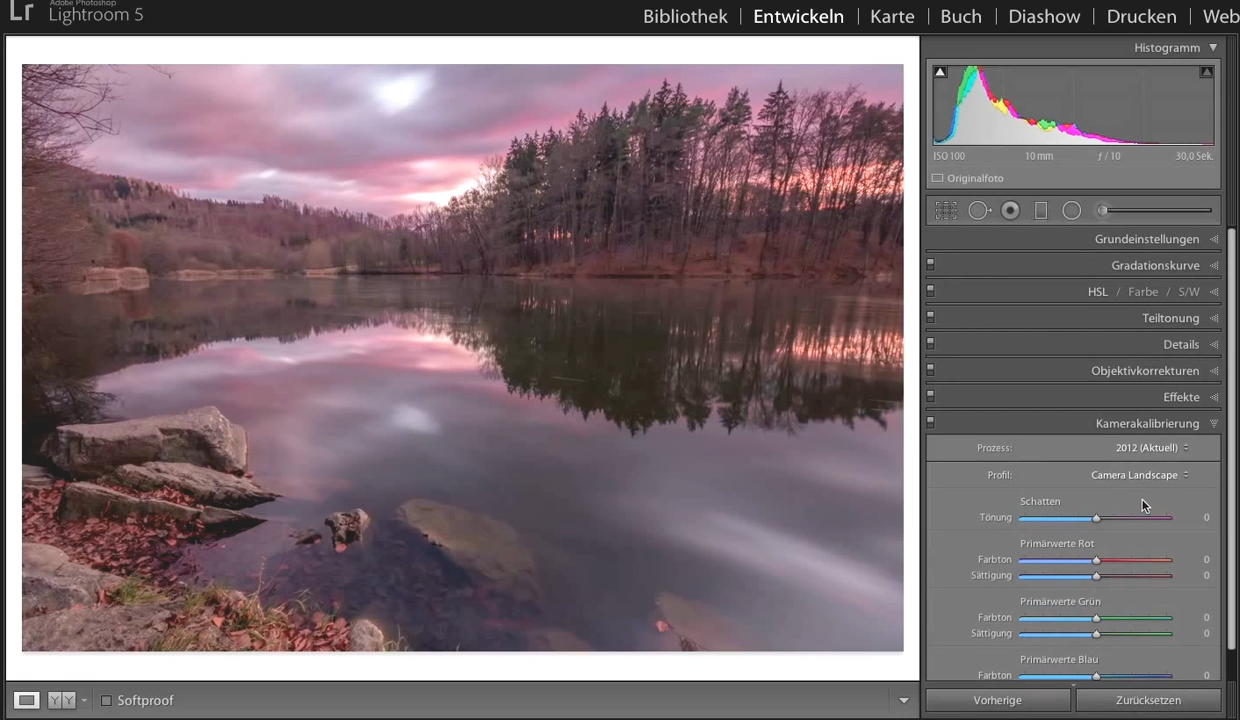 Adobe Photoshop
Lr Lightroom 5
Bibliothek | Entwickeln | Karte | Buch | Diashow | Drucken | Web
Histogramm
ISO 100 10 mm f / 10 30,0 Sek.
Originalfoto
Grundeinstellungen
Gradationskurve
HSL / Farbe / S/W
Teiltonung
Details
Objektivkorrekturen
Effekte
Kamerakalibrierung
Prozess: 2012 (Aktuell)
Profil: Camera Landscape
Schatten
Tönung 0
Primärwerte Rot
Farbton 0
Sättigung 0
Primärwerte Grün
Farbton 0
Sättigung 0
Primärwerte Blau
Farbton 0
YY Softproof
Vorherige Zurücksetzen